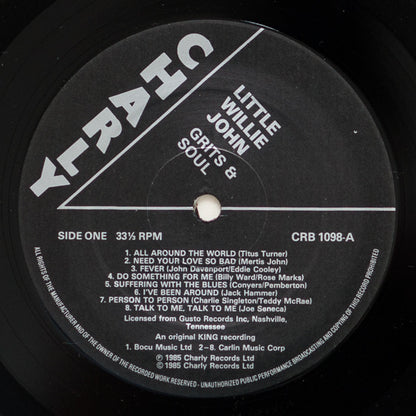 CHARLY
LITTLE
WILLIE
JOHN
GRITS &
SOUL
SIDE ONE 33⅓ RPM
CRB 1098-A
1. ALL AROUND THE WORLD (Titus Turner)
2. NEED YOUR LOVE SO BAD (Mertis John)
3. FEVER (John Davenport/Eddie Cooley)
4. DO SOMETHING FOR ME (Billy Ward/Rose Marks)
5. SUFFERING WITH THE BLUES (Conyers/Pemberton)
6. I'VE BEEN AROUND (Jack Hammer)
7. PERSON TO PERSON (Charlie Singleton/Teddy McRae)
8. TALK TO ME, TALK TO ME (Joe Seneca)
Licensed from Gusto Records Inc, Nashville,
Tennessee
An original KING recording
1. Bocu Music Ltd 2–8. Carlin Music Corp
Ⓟ 1985 Charly Records Ltd
© 1985 Charly Records Ltd
ALL RIGHTS OF THE MANUFACTURER AND OF THE OWNER OF THE RECORDED WORK RESERVED - UNAUTHORIZED PUBLIC PERFORMANCE BROADCASTING AND COPYING OF THIS RECORD PROHIBITED